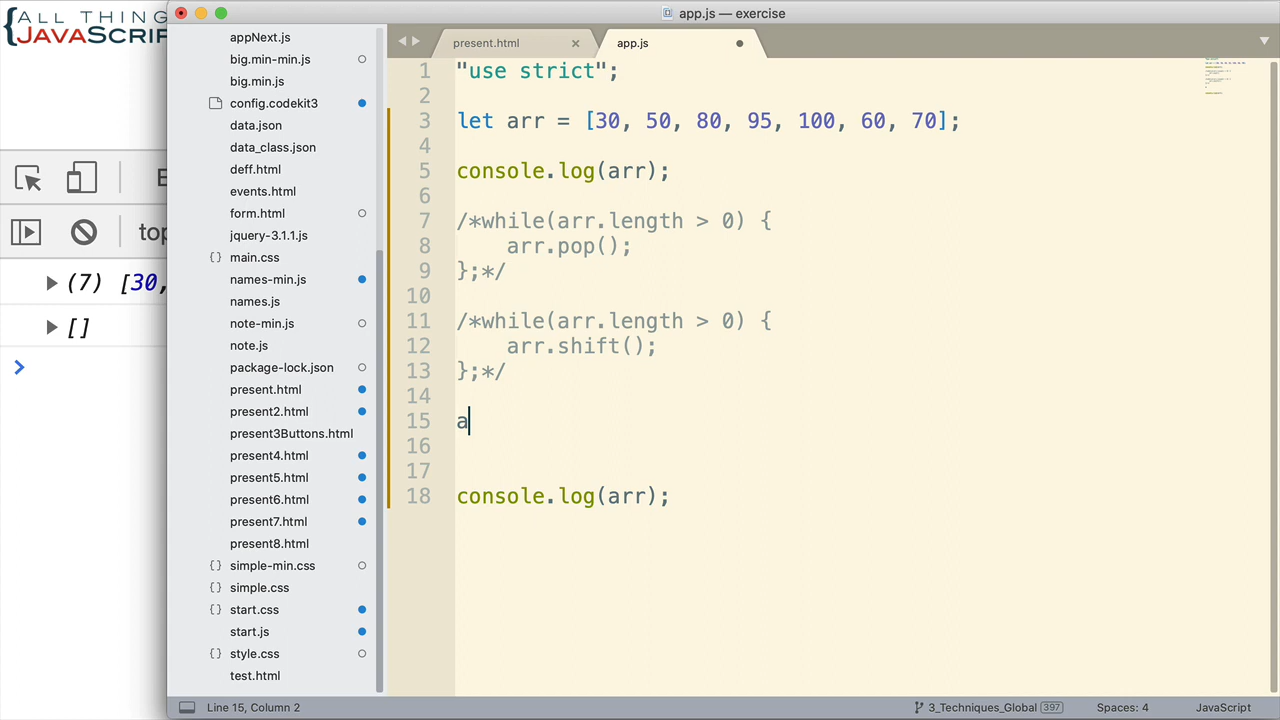 ALL THING
{JAVASCRI
app.js — exercise
top
(7) [30,
[]
appNext.js
big.min-min.js
big.min.js
config.codekit3
data.json
data_class.json
deff.html
events.html
form.html
jquery-3.1.1.js
{} main.css
names-min.js
names.js
note-min.js
note.js
package-lock.json
present.html
present2.html
present3Buttons.html
present4.html
present5.html
present6.html
present7.html
present8.html
{} simple-min.css
{} simple.css
{} start.css
start.js
{} style.css
test.html
present.html
app.js
1 "use strict";
2
3 let arr = [30, 50, 80, 95, 100, 60, 70];
4
5 console.log(arr);
6
7 /*while(arr.length > 0) {
8 arr.pop();
9 };*/
10
11 /*while(arr.length > 0) {
12 arr.shift();
13 };*/
14
15 a
16
17
18 console.log(arr);
Line 15, Column 2
3_Techniques_Global 397
Spaces: 4
JavaScript